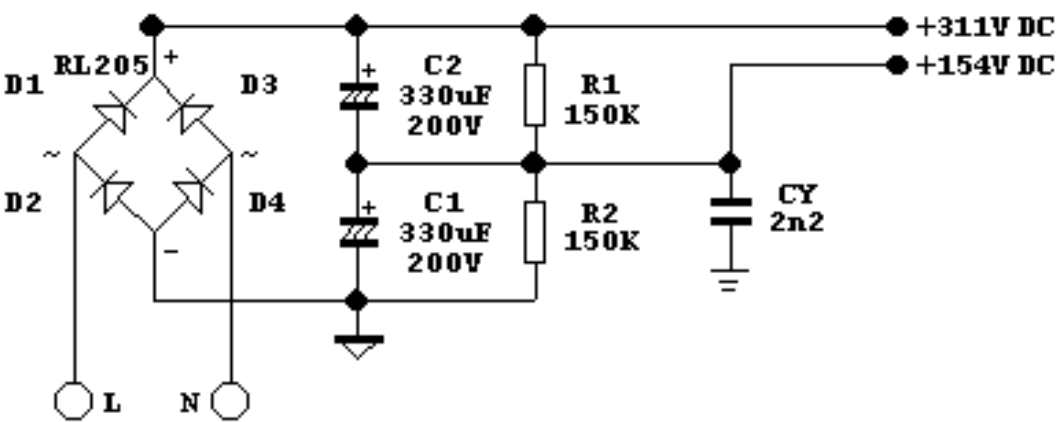 +311V DC
+154V DC
RL205
+
D1
D3
~
~
D2
D4
-
+
C2
330uF
200V
R1
150K
+
C1
330uF
200V
R2
150K
CY
2n2
L
N